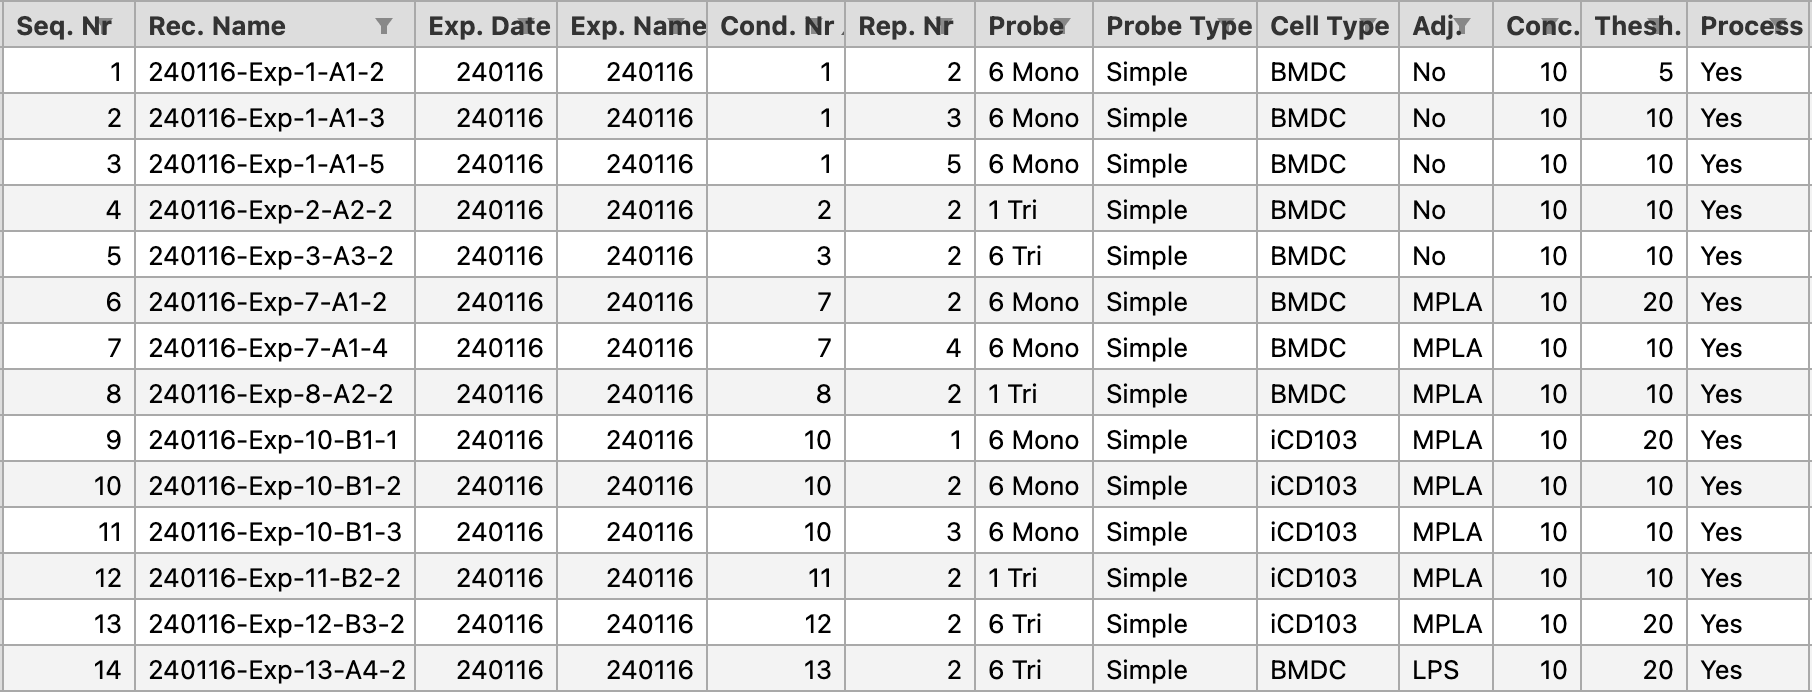 Seq. Nr Rec. Name Exp. Date Exp. Name Cond. Nr Rep. Nr Probe Probe Type Cell Type Adj. Conc. Thesh. Process
1 240116-Exp-1-A1-2 240116 240116 1 2 6 Mono Simple BMDC No 10 5 Yes
2 240116-Exp-1-A1-3 240116 240116 1 3 6 Mono Simple BMDC No 10 10 Yes
3 240116-Exp-1-A1-5 240116 240116 1 5 6 Mono Simple BMDC No 10 10 Yes
4 240116-Exp-2-A2-2 240116 240116 2 2 1 Tri Simple BMDC No 10 10 Yes
5 240116-Exp-3-A3-2 240116 240116 3 2 6 Tri Simple BMDC No 10 10 Yes
6 240116-Exp-7-A1-2 240116 240116 7 2 6 Mono Simple BMDC MPLA 10 20 Yes
7 240116-Exp-7-A1-4 240116 240116 7 4 6 Mono Simple BMDC MPLA 10 10 Yes
8 240116-Exp-8-A2-2 240116 240116 8 2 1 Tri Simple BMDC MPLA 10 10 Yes
9 240116-Exp-10-B1-1 240116 240116 10 1 6 Mono Simple iCD103 MPLA 10 20 Yes
10 240116-Exp-10-B1-2 240116 240116 10 2 6 Mono Simple iCD103 MPLA 10 10 Yes
11 240116-Exp-10-B1-3 240116 240116 10 3 6 Mono Simple iCD103 MPLA 10 10 Yes
12 240116-Exp-11-B2-2 240116 240116 11 2 1 Tri Simple iCD103 MPLA 10 10 Yes
13 240116-Exp-12-B3-2 240116 240116 12 2 6 Tri Simple iCD103 MPLA 10 20 Yes
14 240116-Exp-13-A4-2 240116 240116 13 2 6 Tri Simple BMDC LPS 10 20 Yes